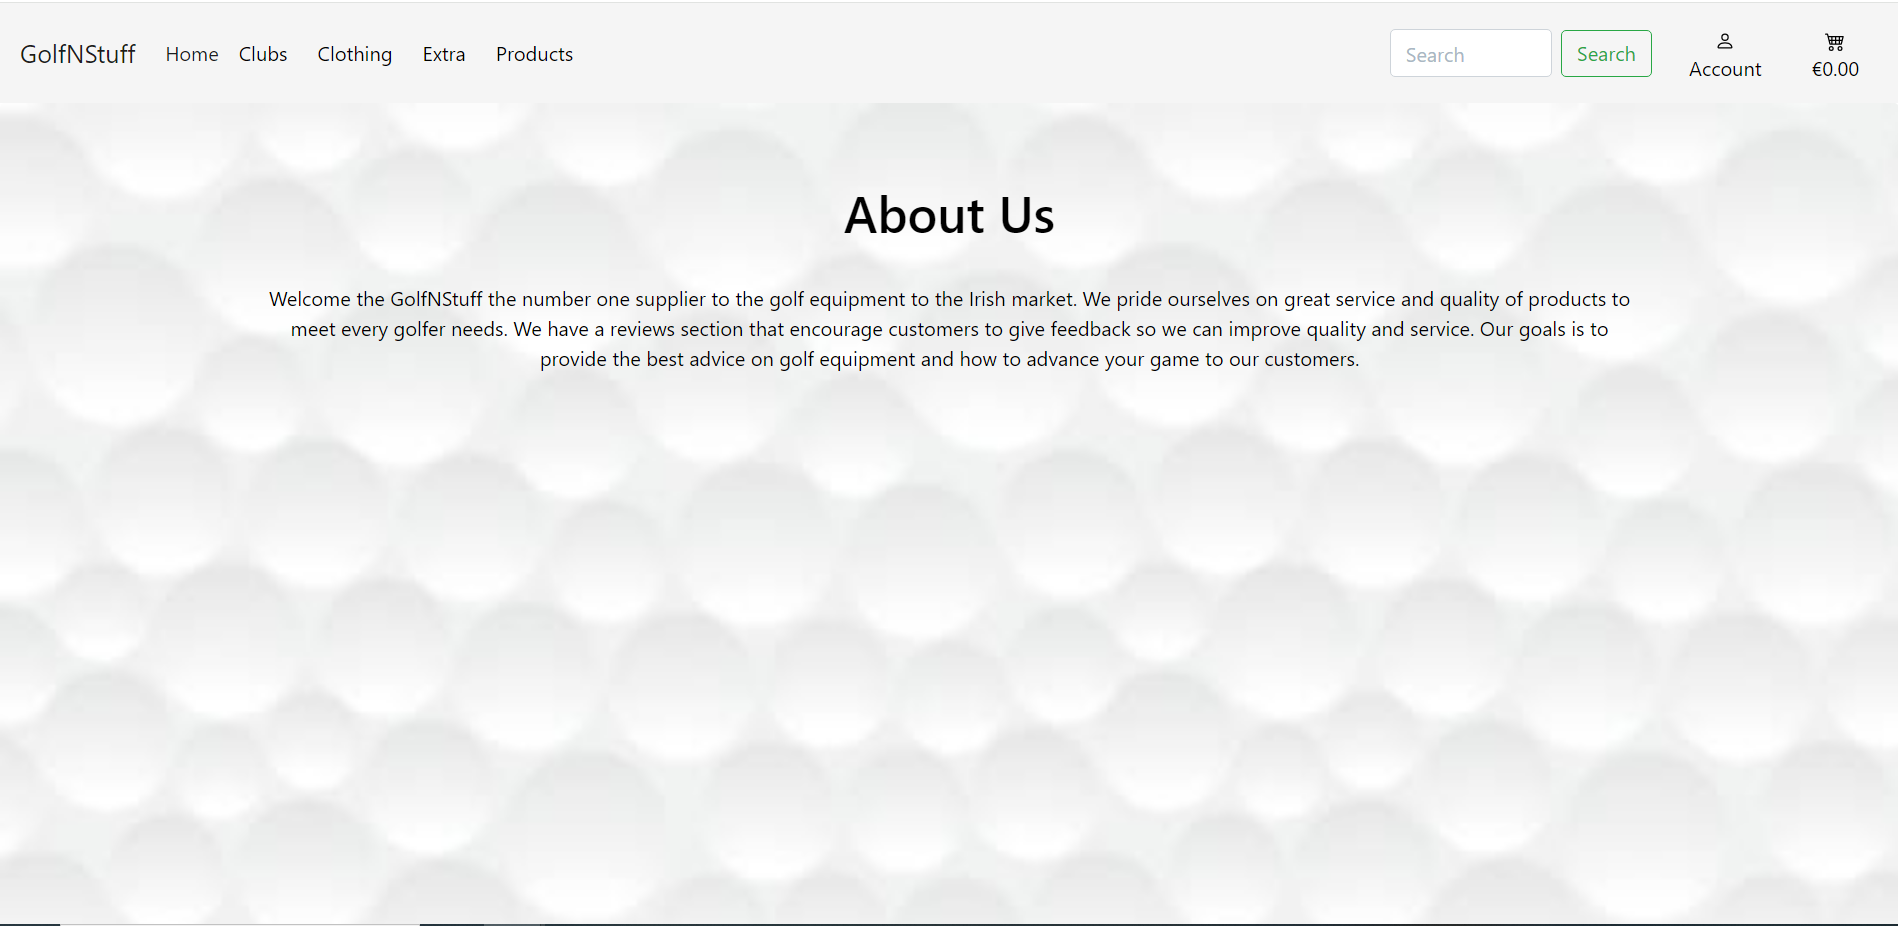 GolfNStuff Home Clubs Clothing Extra Products Search Search Account €0.00
About Us
Welcome the GolfNStuff the number one supplier to the golf equipment to the Irish market. We pride ourselves on great service and quality of products to
meet every golfer needs. We have a reviews section that encourage customers to give feedback so we can improve quality and service. Our goals is to
provide the best advice on golf equipment and how to advance your game to our customers.